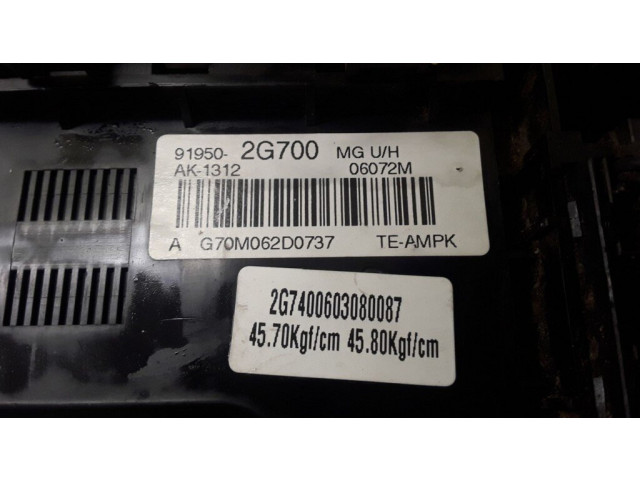 91950- 2G700 MG U/H
AK-1312 06072M
A G70M062D0737 TE-AMPK
2G7400603080087
45.70Kgf/cm 45.80Kgf/cm